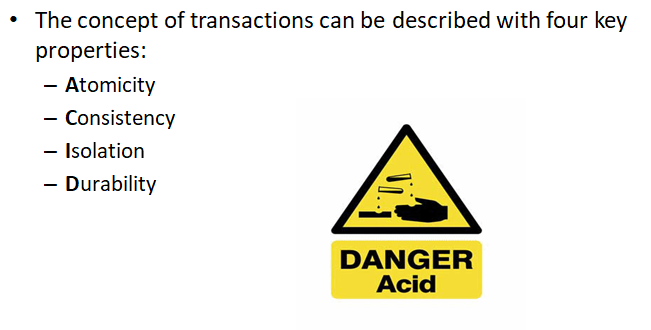 • The concept of transactions can be described with four key
properties:
– Atomicity
– Consistency
– Isolation
– Durability
DANGER
Acid